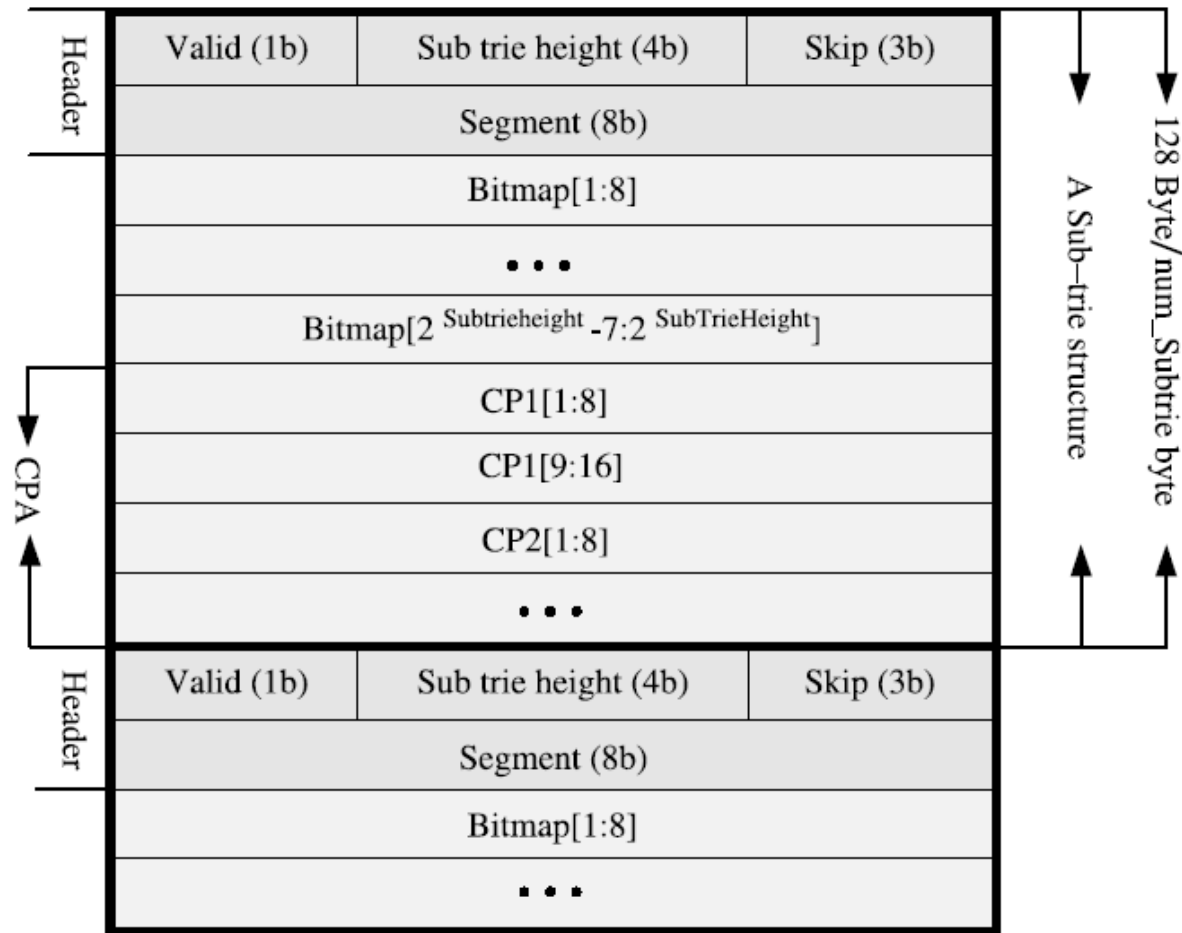 Header
Valid (1b) Sub trie height (4b) Skip (3b)
Segment (8b)
Bitmap[1:8]
• • •
Bitmap[2 Subtrieheight -7:2 SubTrieHeight]
CPA
CP1[1:8]
CP1[9:16]
CP2[1:8]
• • •
A Sub-trie structure
128 Byte/num_Subtrie byte
Header
Valid (1b) Sub trie height (4b) Skip (3b)
Segment (8b)
Bitmap[1:8]
• • •